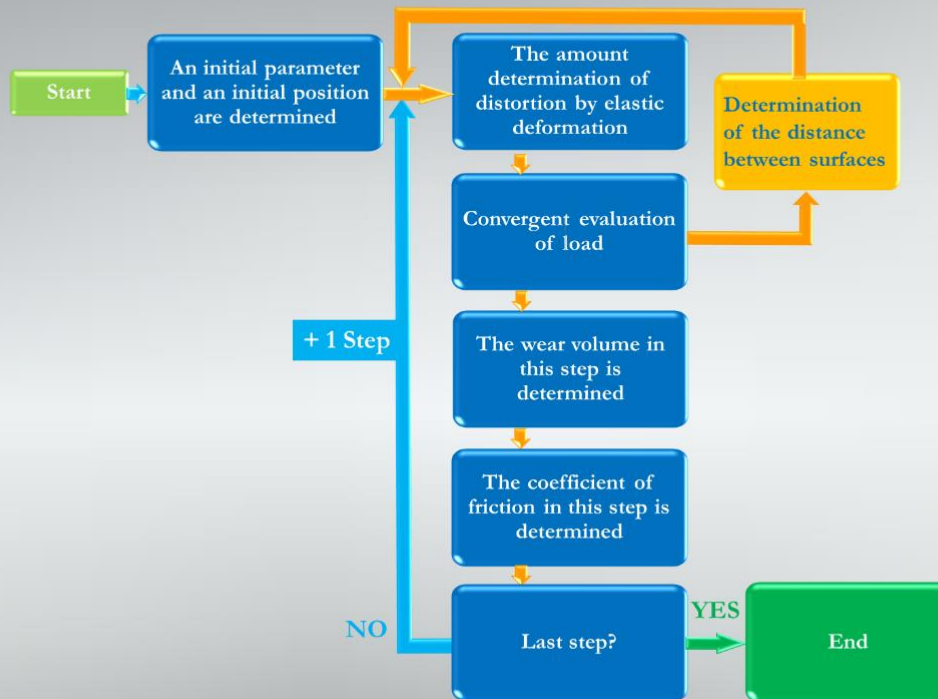 Start
An initial parameter
and an initial position
are determined
The amount
determination of
distortion by elastic
deformation
Determination
of the distance
between surfaces
Convergent evaluation
of load
+ 1 Step
The wear volume in
this step is
determined
The coefficient of
friction in this step is
determined
NO
Last step?
YES
End